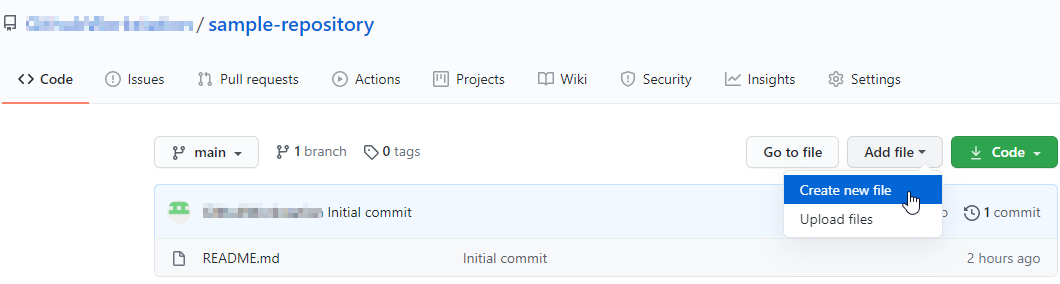 / sample-repository
Code Issues Pull requests Actions Projects Wiki Security Insights Settings
main 1 branch 0 tags Go to file Add file Code
Create new file
Initial commit 1 commit
Upload files
README.md Initial commit 2 hours ago